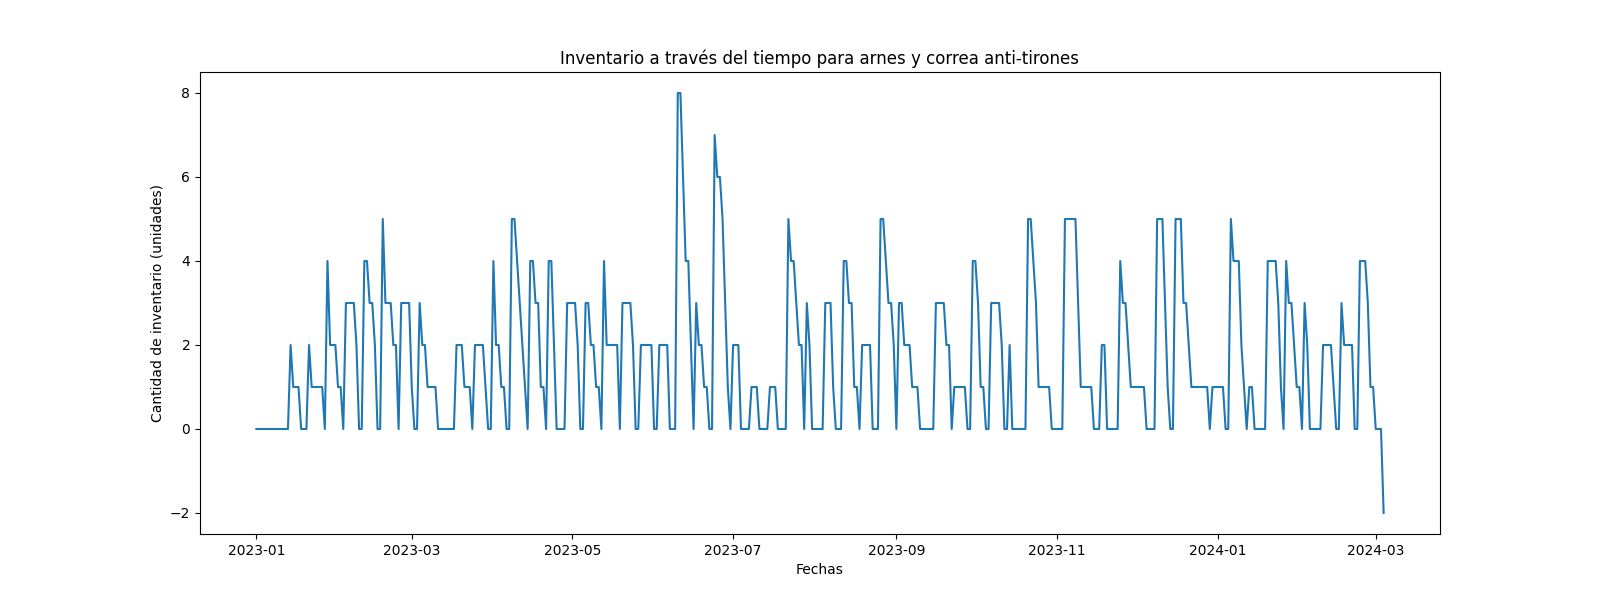 Inventario a través del tiempo para arnes y correa anti-tirones
8
6
4
2
0
−2
Cantidad de inventario (unidades)
2023-01 2023-03 2023-05 2023-07 2023-09 2023-11 2024-01 2024-03
Fechas